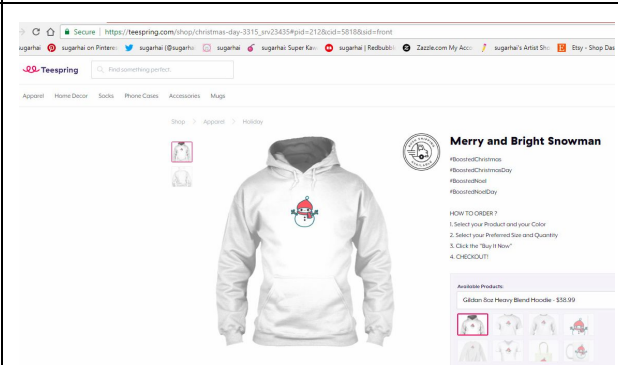 Secure | https://teespring.com/shop/christmas-day-3315_srv23435#pid=212&cid=5818&sid=front
sugarhai
sugarhai on Pinteres
sugarhai (@sugarha
sugarhai
sugarhai: Super Kaw
sugarhai | Redbubbl
Zazzle.com My Acco
sugarhai's Artist Sho
Etsy - Shop Das
Teespring
Find something perfect.
Apparel Home Decor Socks Phone Cases Accessories Mugs
Shop > Apparel > Holiday
Merry and Bright Snowman
#BoostedChristmas
#BoostedChristmasDay
#BoostedNoel
#BoostedNoelDay
HOW TO ORDER ?
1. Select your Product and your Color
2. Select your Preferred Size and Quantity
3. Click the "Buy It Now"
4. CHECKOUT!
Available Products:
Gildan 8oz Heavy Blend Hoodie - $38.99